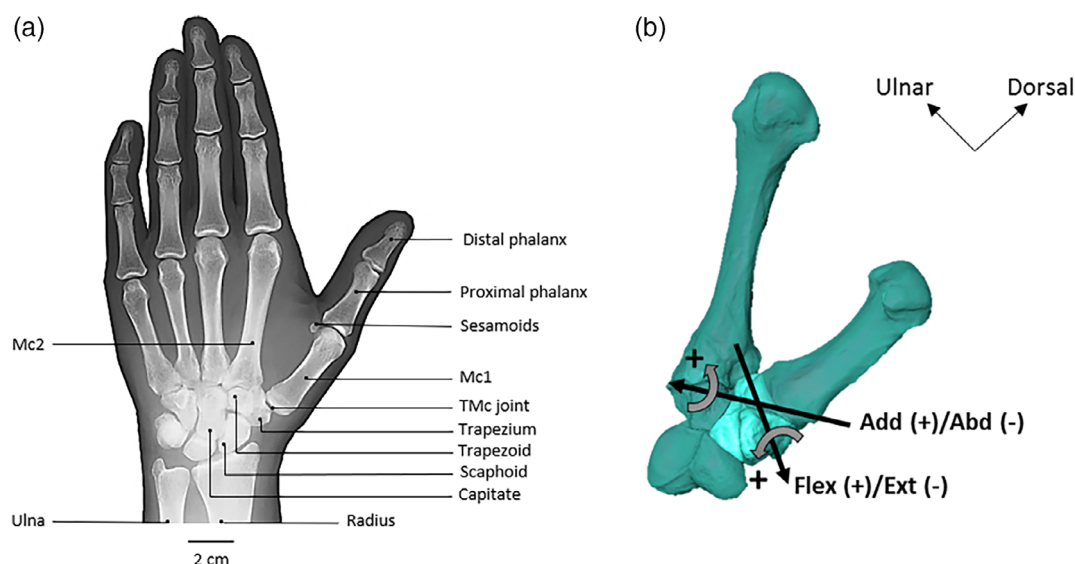 (a)
Distal phalanx
Proximal phalanx
Sesamoids
Mc2
Mc1
TMc joint
Trapezium
Trapezoid
Scaphoid
Capitate
Ulna
Radius
2 cm
(b)
Ulnar
Dorsal
+
Add (+)/Abd (-)
+
Flex (+)/Ext (-)